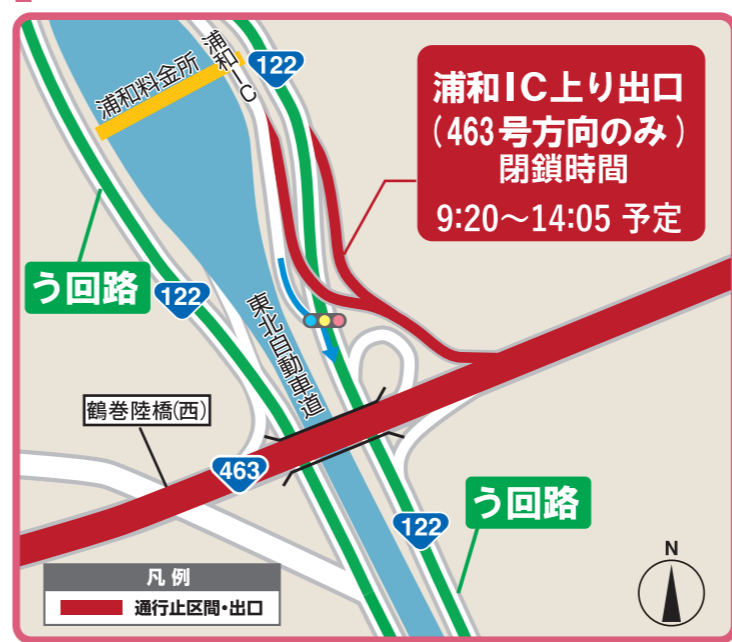 浦和料金所
浦和IC
122
浦和IC上り出口
(463号方向のみ)
閉鎖時間
9:20～14:05 予定
う回路
122
東北自動車道
鶴巻陸橋(西)
463
122
う回路
N
凡例
通行止区間・出口